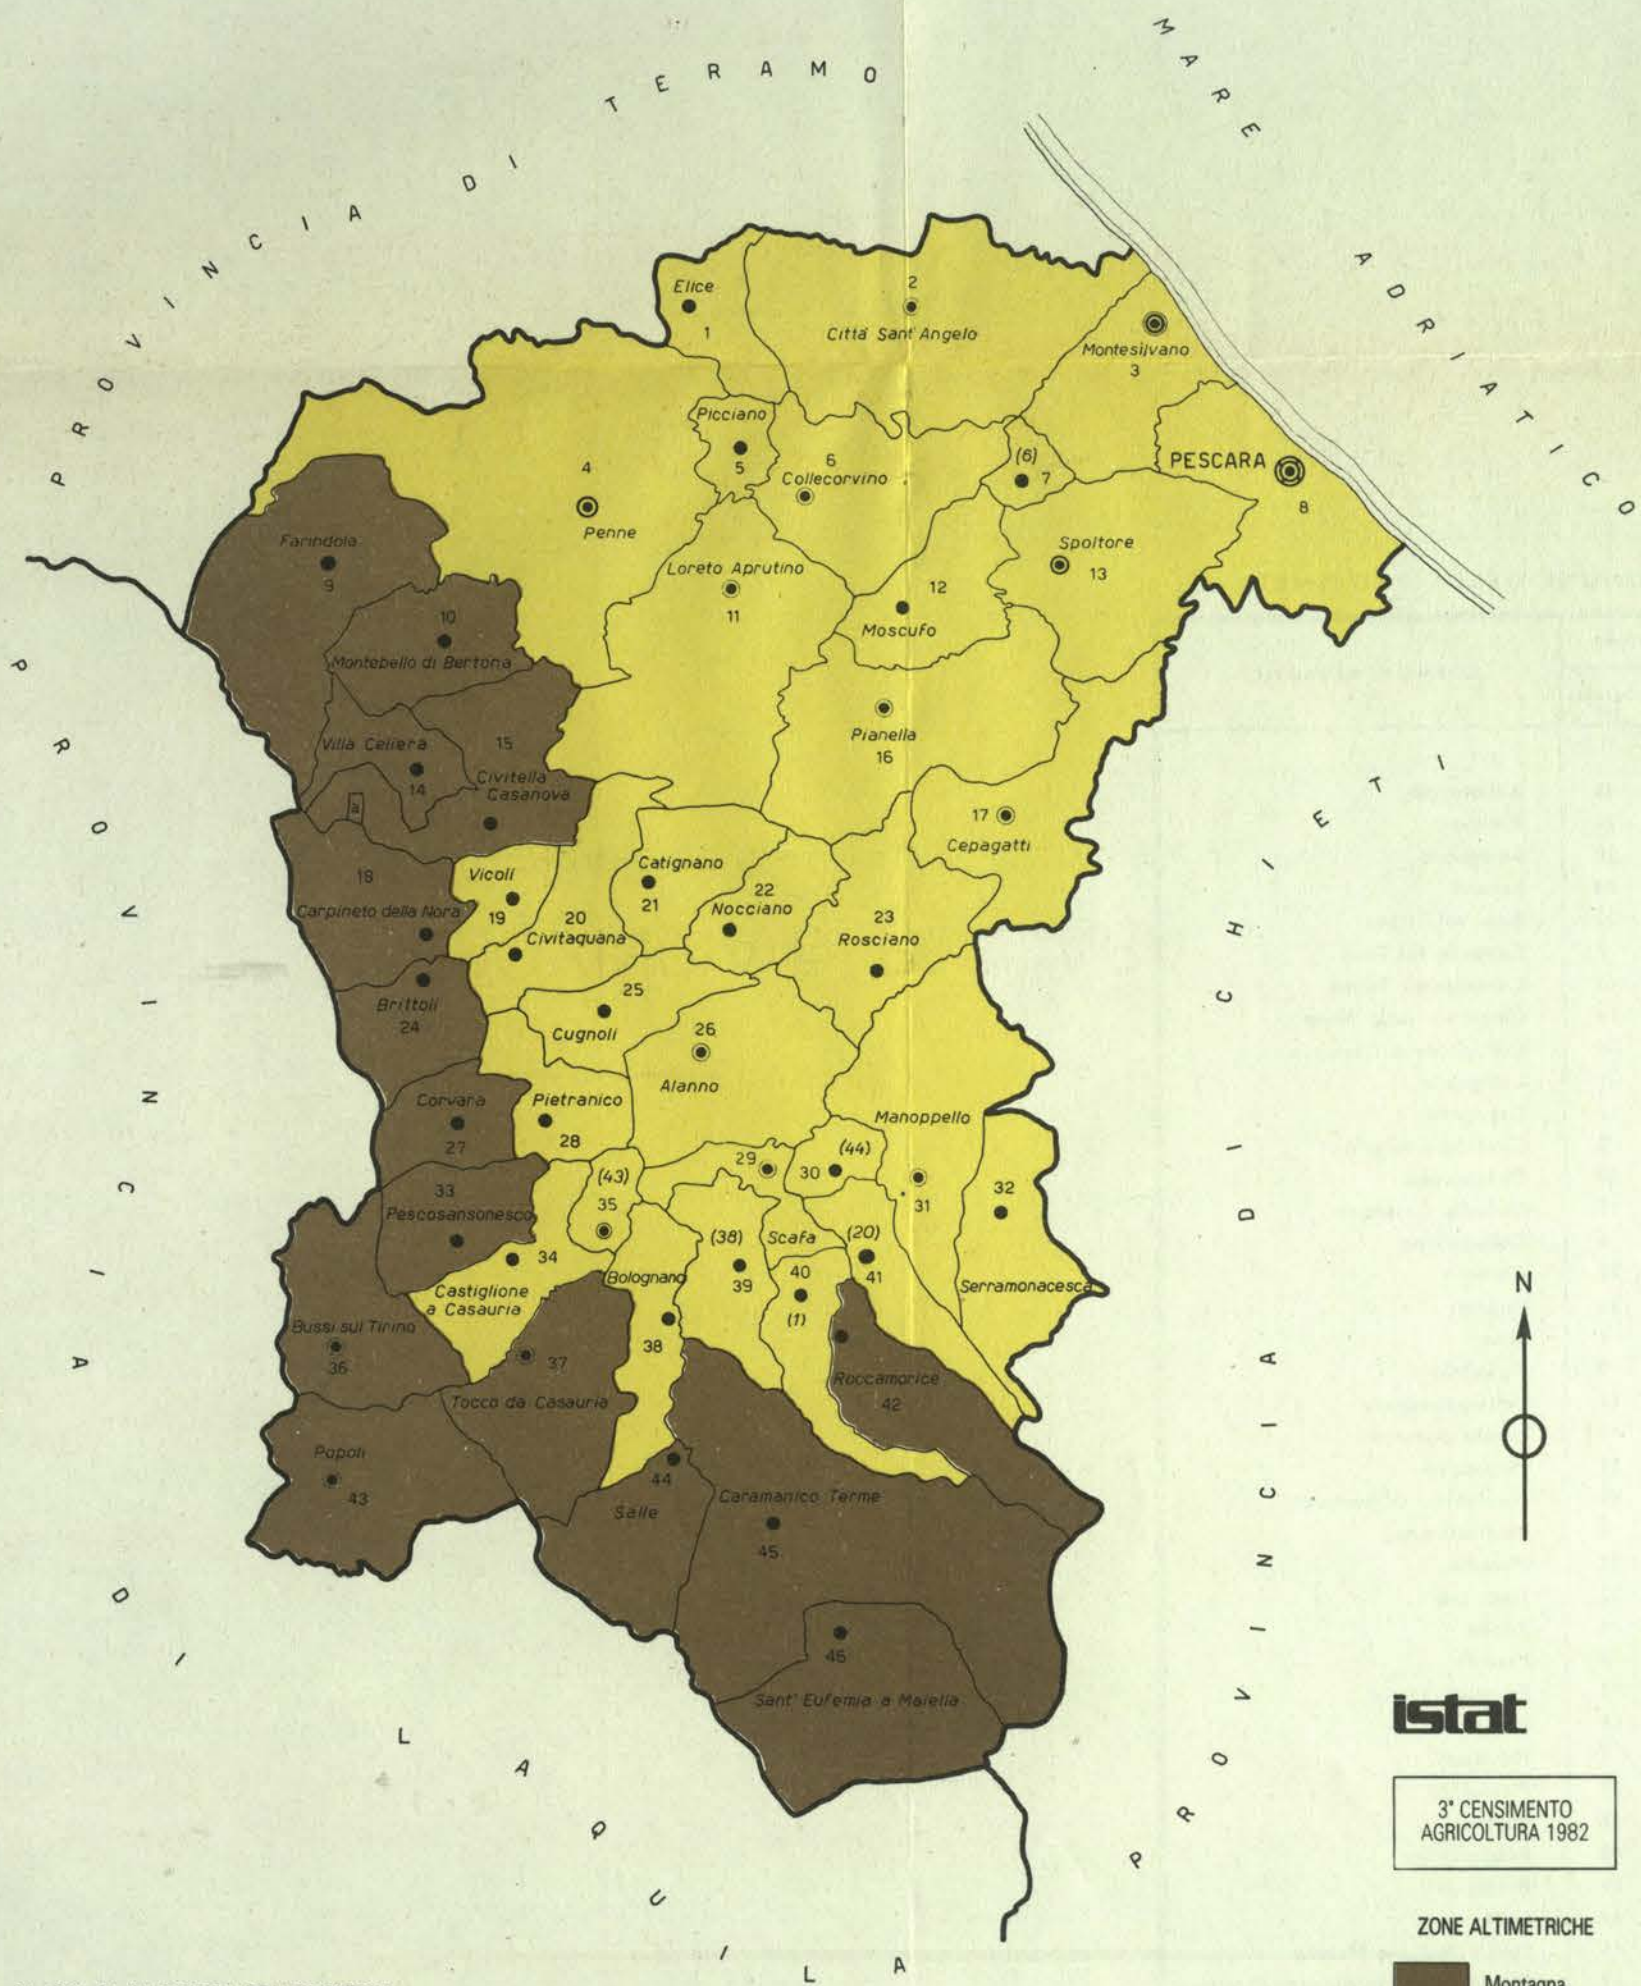 PROVINCIA DI TERAMO
MARE ADRIATICO
Elice
1
2
Cittá Sant'Angelo
Montesilvano
3
Picciano
5
4
Penne
6
Collecorvino
(6)
7
PESCARA
8
Farindola
9
10
Montebello di Bertona
Loreto Aprutino
11
12
Moscufo
Spoltore
13
Villa Celiera
14
15
Civitella
Casanova
a
Pianella
16
17
Cepagatti
18
Carpineto della Nora
Vicoli
19
20
Civitaquana
Catignano
21
22
Nocciano
23
Rosciano
Brittoli
24
25
Cugnoli
26
Alanno
Corvara
27
Pietranico
28
Manoppello
31
29
30
(44)
32
Serramonacesca
33
Pescosansonesco
(43)
35
34
Castiglione
a Casauria
Bolognano
38
(38)
39
Scafa
40
(1)
(20)
41
Bussi sul Tirino
36
37
Tocco da Casauria
Roccamorice
42
Popoli
43
44
Salle
Caramanico Terme
45
46
Sant' Eufemia a Maiella
PROVINCIA DI L'AQUILA
PROVINCIA DI CHIETI
N
istat
3° CENSIMENTO
AGRICOLTURA 1982
ZONE ALTIMETRICHE
Montagna